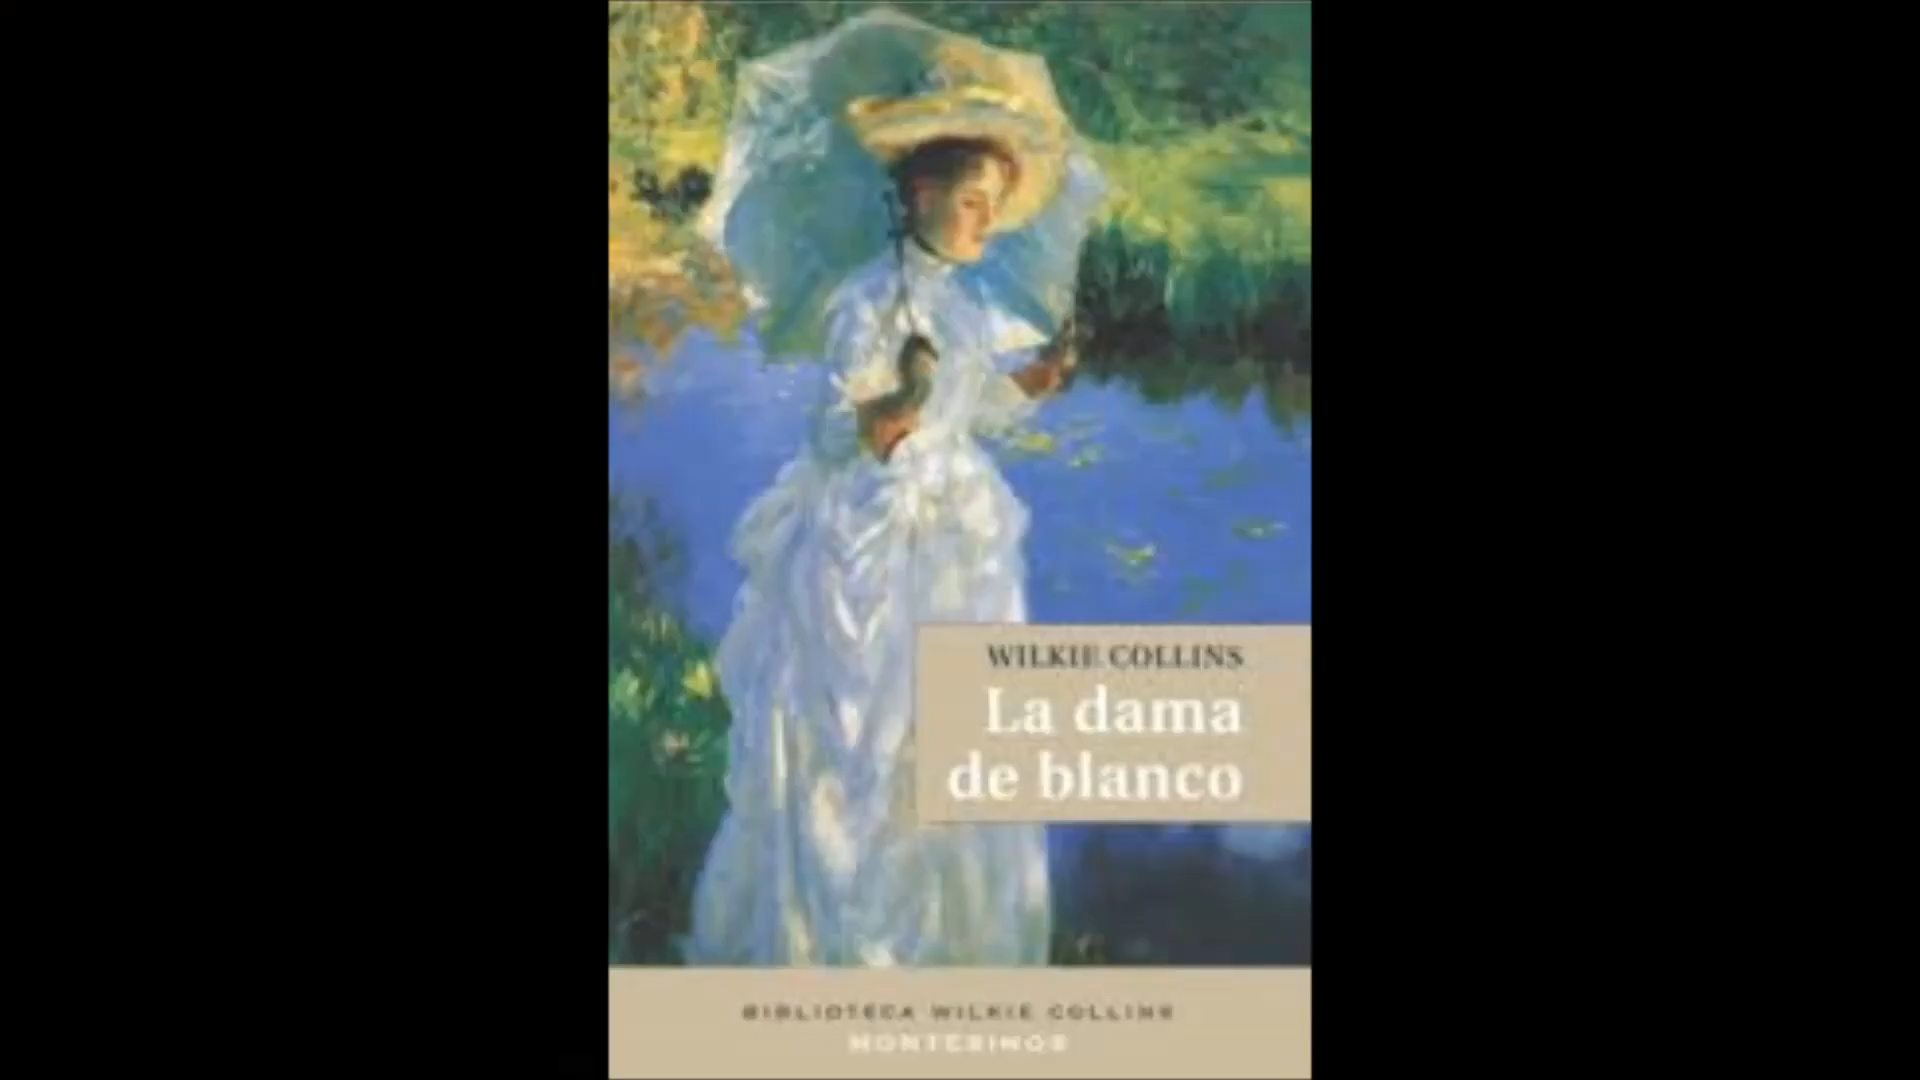 WILKIE COLLINS
La dama
de blanco
BIBLIOTECA WILKIE COLLINS
MONTESINOS